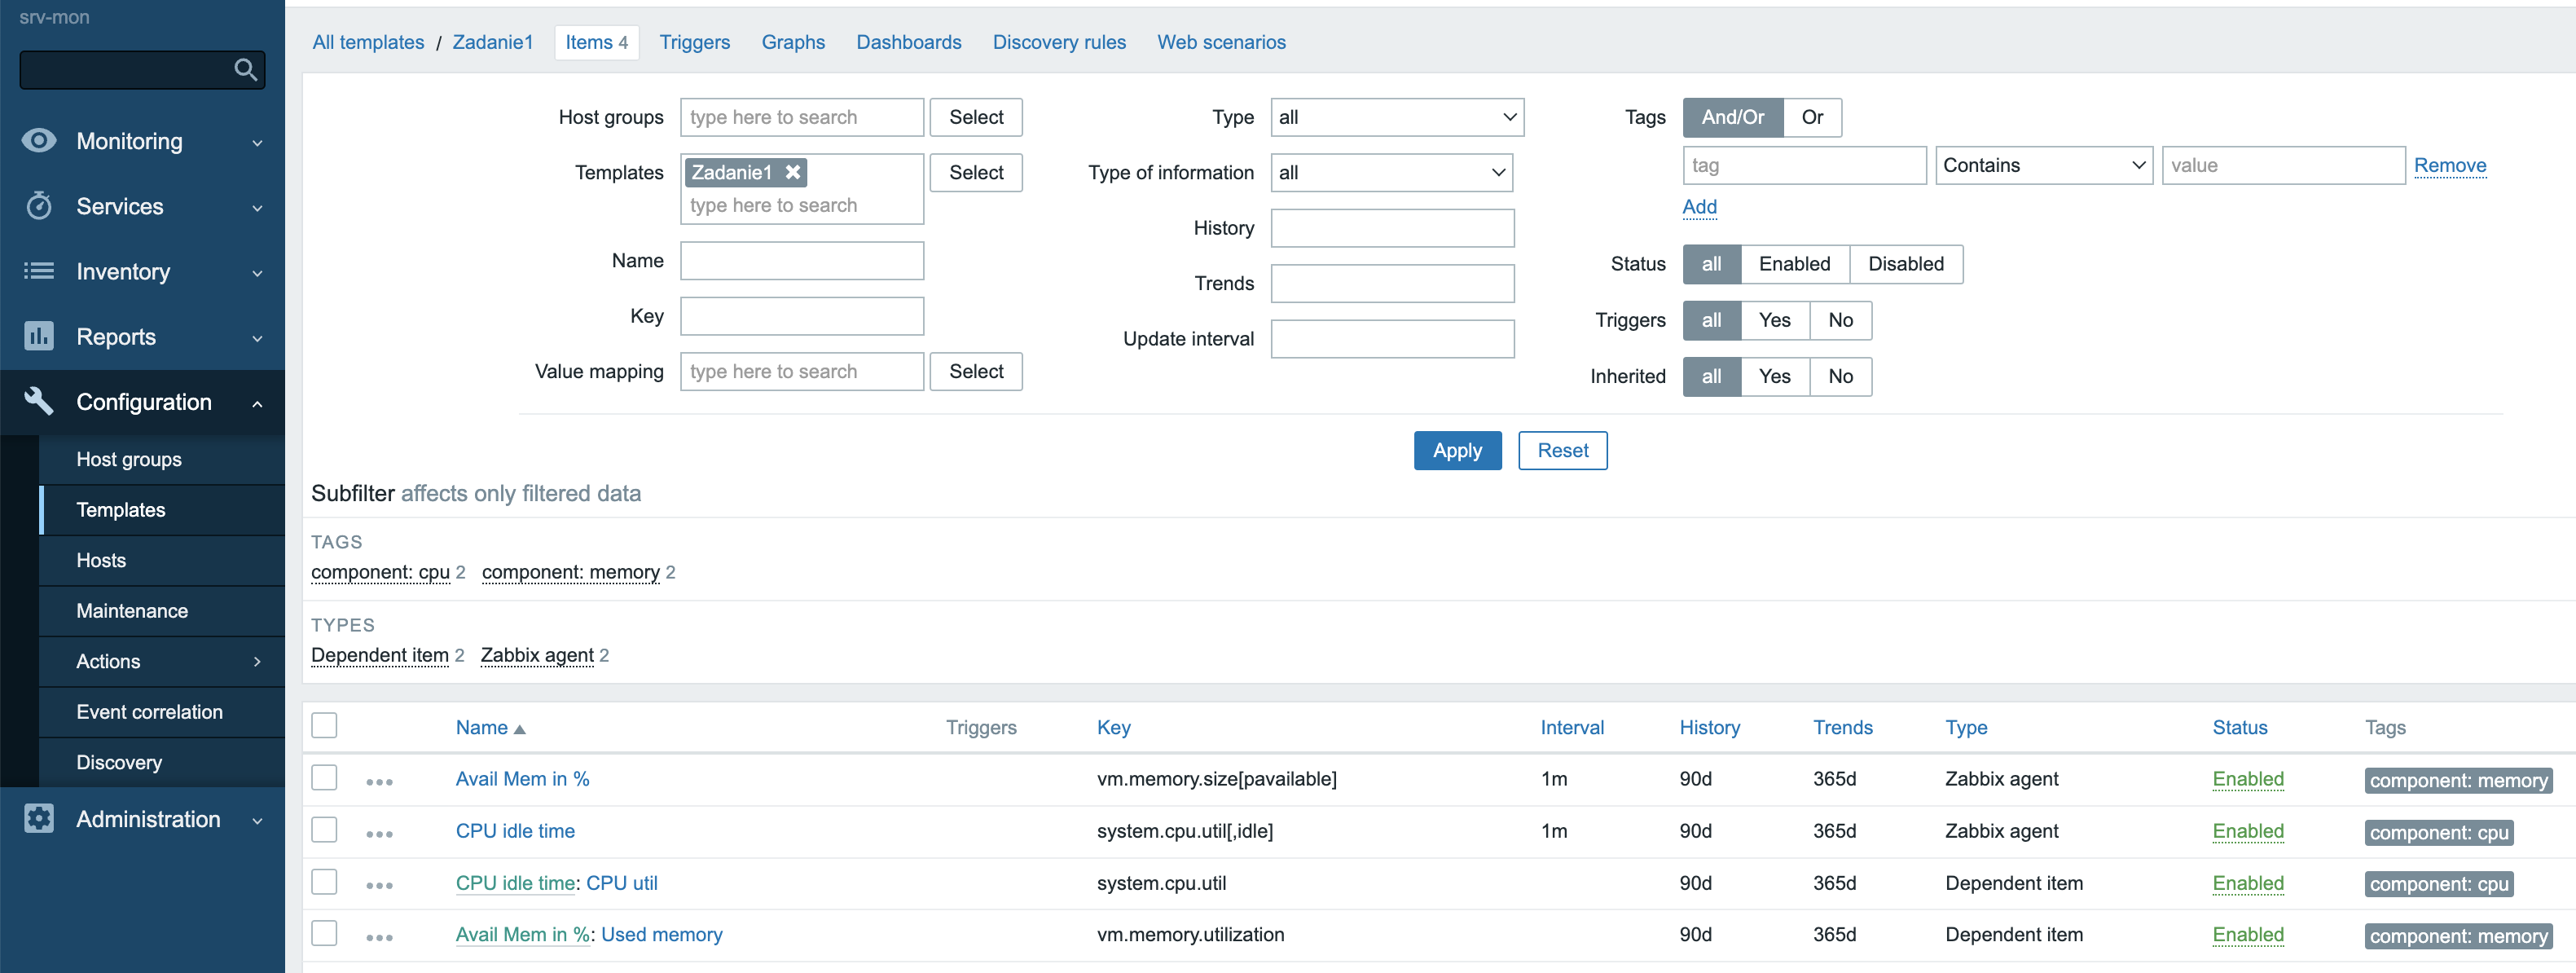 srv-mon
Monitoring
Services
Inventory
Reports
Configuration
Host groups
Templates
Hosts
Maintenance
Actions
Event correlation
Discovery
Administration
All templates / Zadanie1 Items 4 Triggers Graphs Dashboards Discovery rules Web scenarios
Host groups type here to search Select
Templates Zadanie1 Select
type here to search
Name
Key
Value mapping type here to search Select
Type all
Type of information all
History
Trends
Update interval
Tags And/Or Or
tag Contains value Remove
Add
Status all Enabled Disabled
Triggers all Yes No
Inherited all Yes No
Apply Reset
Subfilter affects only filtered data
TAGS
component: cpu 2 component: memory 2
TYPES
Dependent item 2 Zabbix agent 2
Name Triggers Key Interval History Trends Type Status Tags
Avail Mem in % vm.memory.size[pavailable] 1m 90d 365d Zabbix agent Enabled component: memory
CPU idle time system.cpu.util[,idle] 1m 90d 365d Zabbix agent Enabled component: cpu
CPU idle time: CPU util system.cpu.util 90d 365d Dependent item Enabled component: cpu
Avail Mem in %: Used memory vm.memory.utilization 90d 365d Dependent item Enabled component: memory